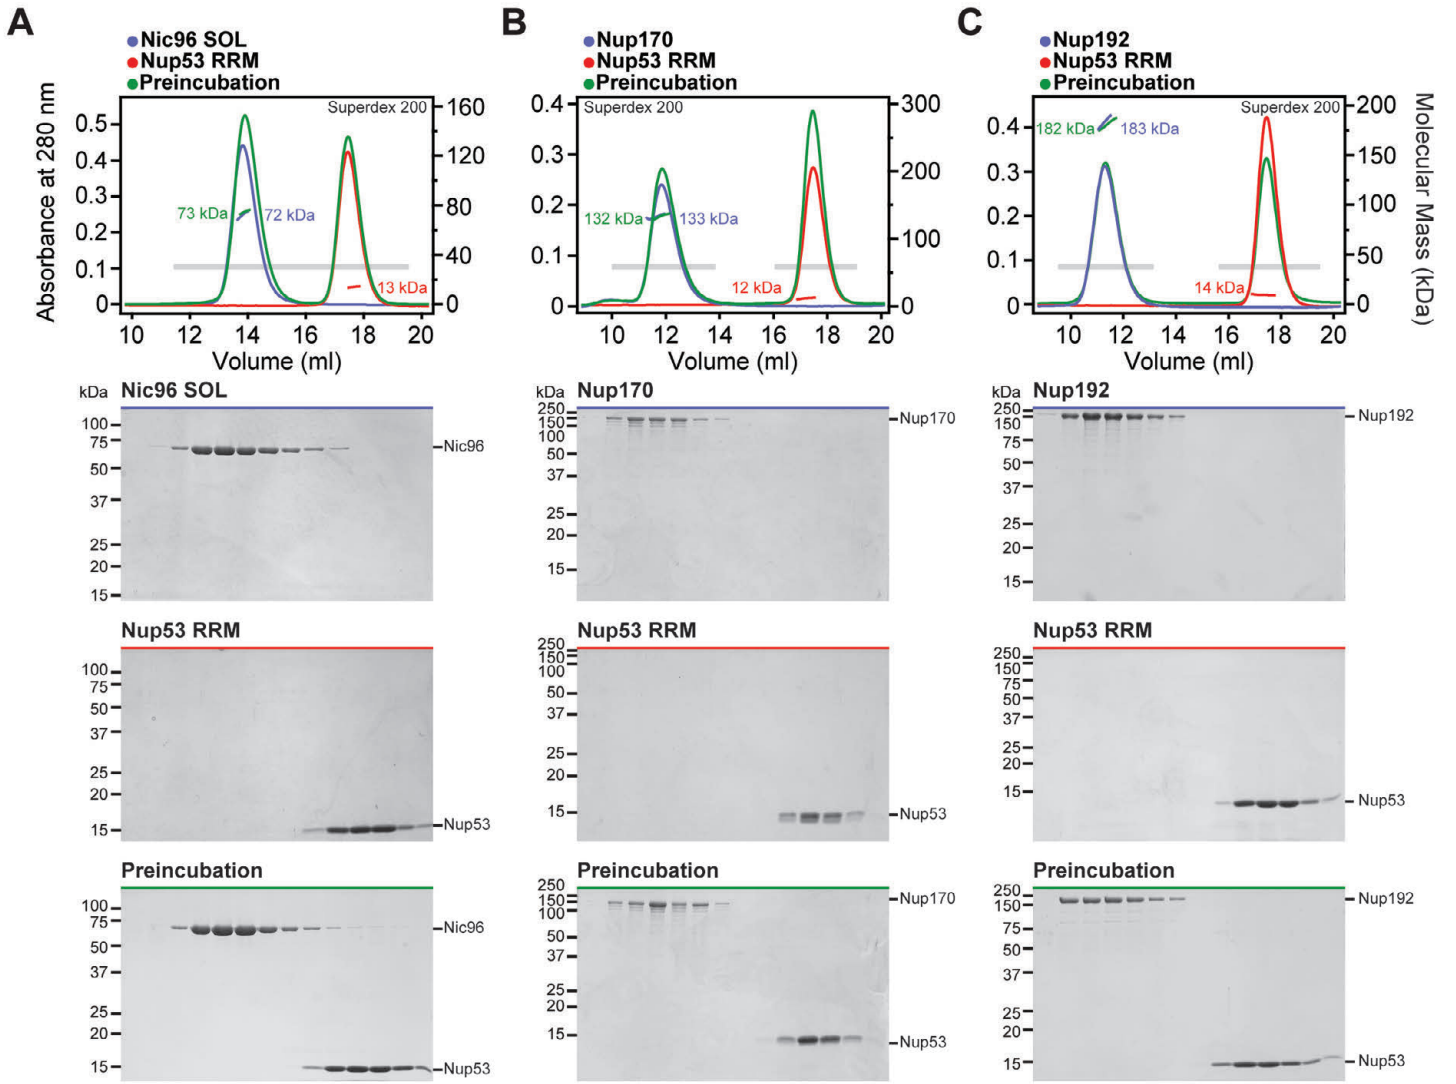 A
Nic96 SOL
Nup53 RRM
Preincubation
Superdex 200
Absorbance at 280 nm
0.5
0.4
0.3
0.2
0.1
0
160
120
80
40
0
73 kDa
72 kDa
13 kDa
10 12 14 16 18 20
Volume (ml)
B
Nup170
Nup53 RRM
Preincubation
Superdex 200
0.4
0.3
0.2
0.1
0
300
200
100
0
132 kDa
133 kDa
12 kDa
10 12 14 16 18 20
Volume (ml)
C
Nup192
Nup53 RRM
Preincubation
Superdex 200
0.4
0.3
0.2
0.1
0
200
150
100
50
0
182 kDa
183 kDa
14 kDa
Molecular Mass (kDa)
10 12 14 16 18 20
Volume (ml)
kDa Nic96 SOL
100
75
50
37
25
20
15
Nic96
Nup53 RRM
100
75
50
37
25
20
15
Nup53
Preincubation
100
75
50
37
25
20
15
Nic96
Nup53
kDa Nup170
250
150
100
50
37
25
20
15
Nup170
Nup53 RRM
250
150
100
50
37
25
20
15
Nup53
Preincubation
250
150
100
50
37
25
20
15
Nup170
Nup53
kDa Nup192
250
150
75
50
37
25
20
15
Nup192
Nup53 RRM
250
150
75
50
37
25
20
15
Nup53
Preincubation
250
150
75
50
37
25
20
15
Nup192
Nup53